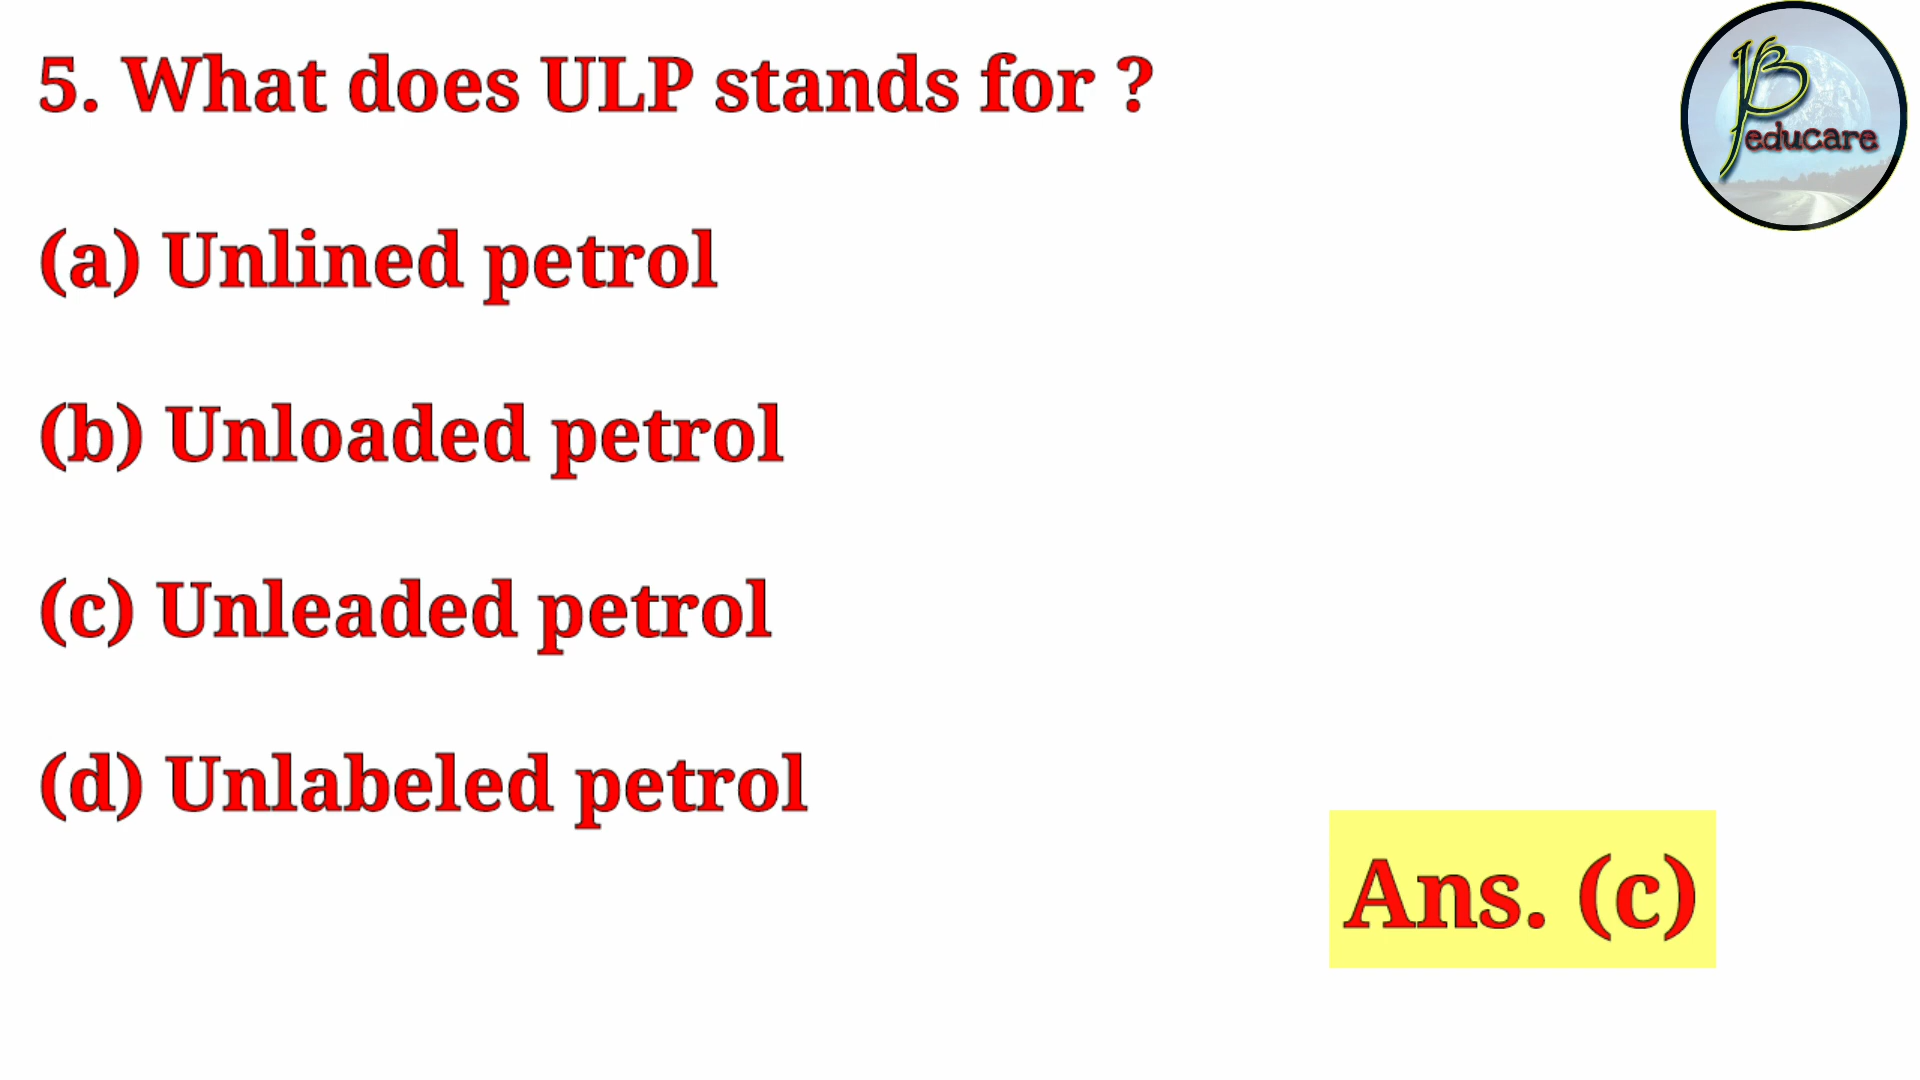 5. What does ULP stands for ?
(a) Unlined petrol
(b) Unloaded petrol
(c) Unleaded petrol
(d) Unlabeled petrol
Ans. (c)
educare